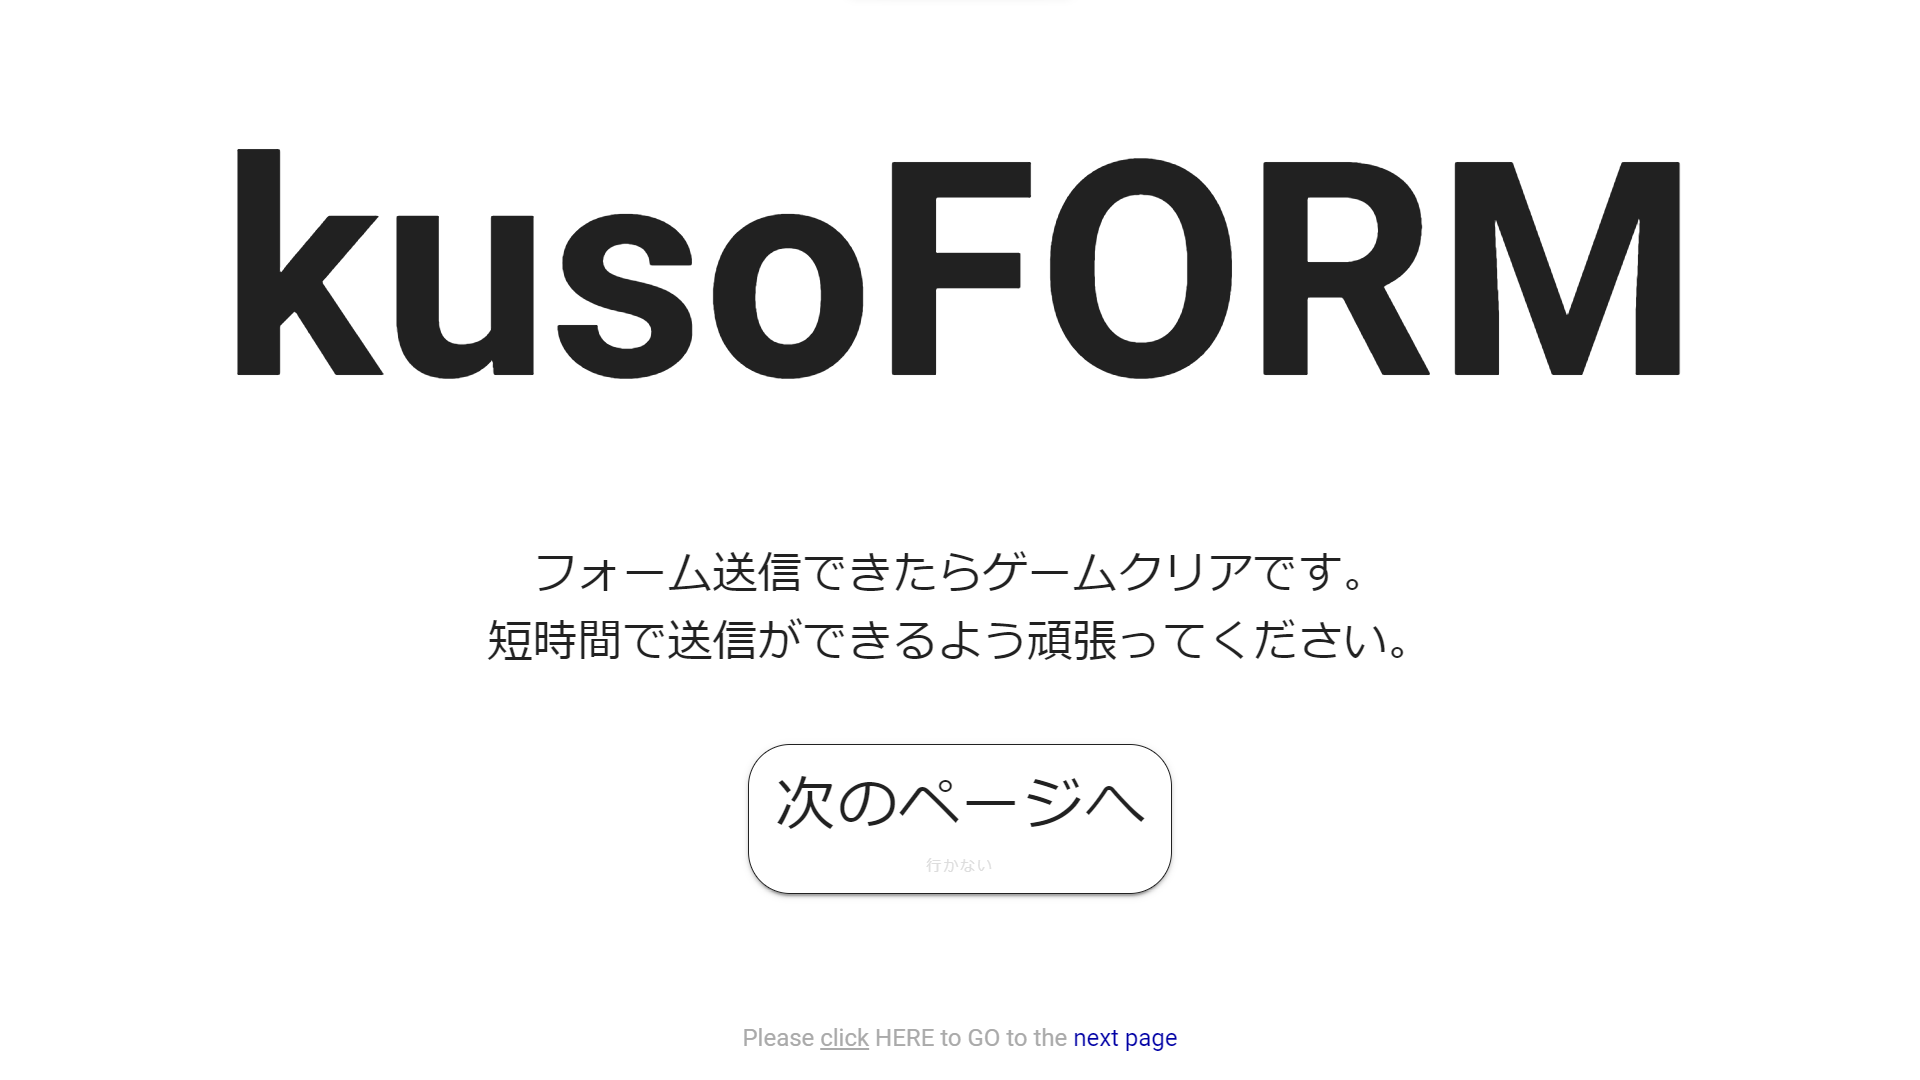 kusoFORM
フォーム送信できたらゲームクリアです。
短時間で送信ができるよう頑張ってください。
次のページへ
行かない
Please click HERE to GO to the next page